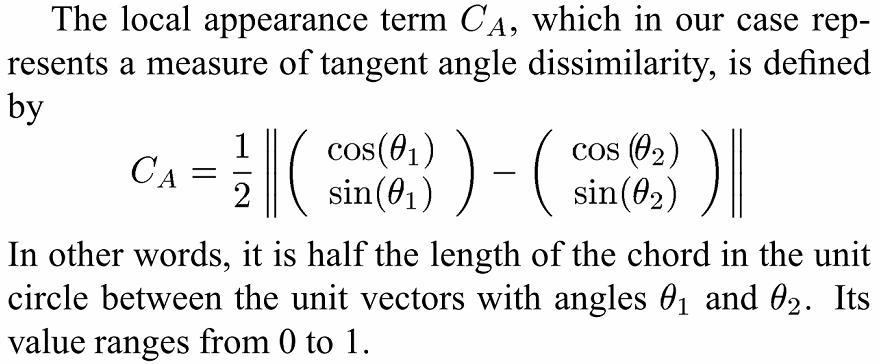 The local appearance term $C_A$, which in our case rep-
resents a measure of tangent angle dissimilarity, is defined
by
$C_A = \frac{1}{2} \left\| \begin{pmatrix} \cos(\theta_1) \\ \sin(\theta_1) \end{pmatrix} - \begin{pmatrix} \cos(\theta_2) \\ \sin(\theta_2) \end{pmatrix} \right\|$
In other words, it is half the length of the chord in the unit
circle between the unit vectors with angles $\theta_1$ and $\theta_2$. Its
value ranges from 0 to 1.